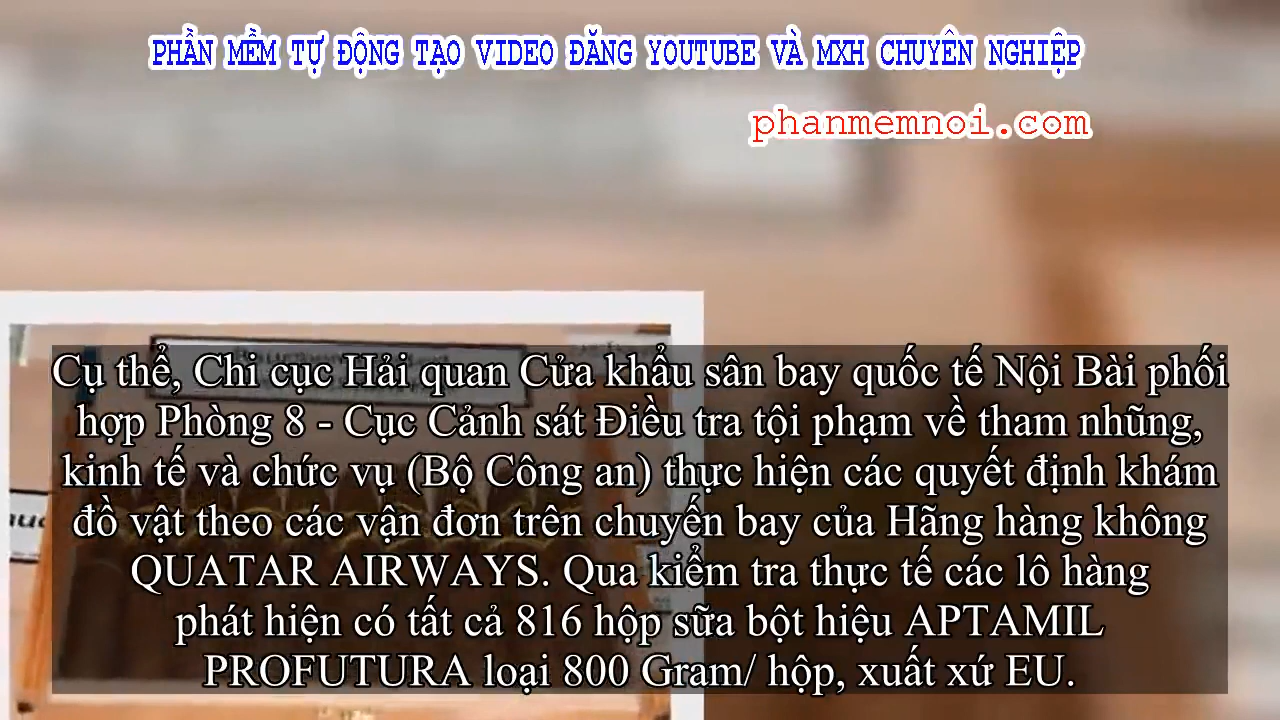 PHẦN MỀM TỰ ĐỘNG TẠO VIDEO ĐĂNG YOUTUBE VÀ MXH CHUYÊN NGHIỆP
phanmemnoi.com
Cụ thể, Chi cục Hải quan Cửa khẩu sân bay quốc tế Nội Bài phối
hợp Phòng 8 - Cục Cảnh sát Điều tra tội phạm về tham nhũng,
kinh tế và chức vụ (Bộ Công an) thực hiện các quyết định khám
đồ vật theo các vận đơn trên chuyến bay của Hãng hàng không
QUATAR AIRWAYS. Qua kiểm tra thực tế các lô hàng
phát hiện có tất cả 816 hộp sữa bột hiệu APTAMIL
PROFUTURA loại 800 Gram/ hộp, xuất xứ EU.